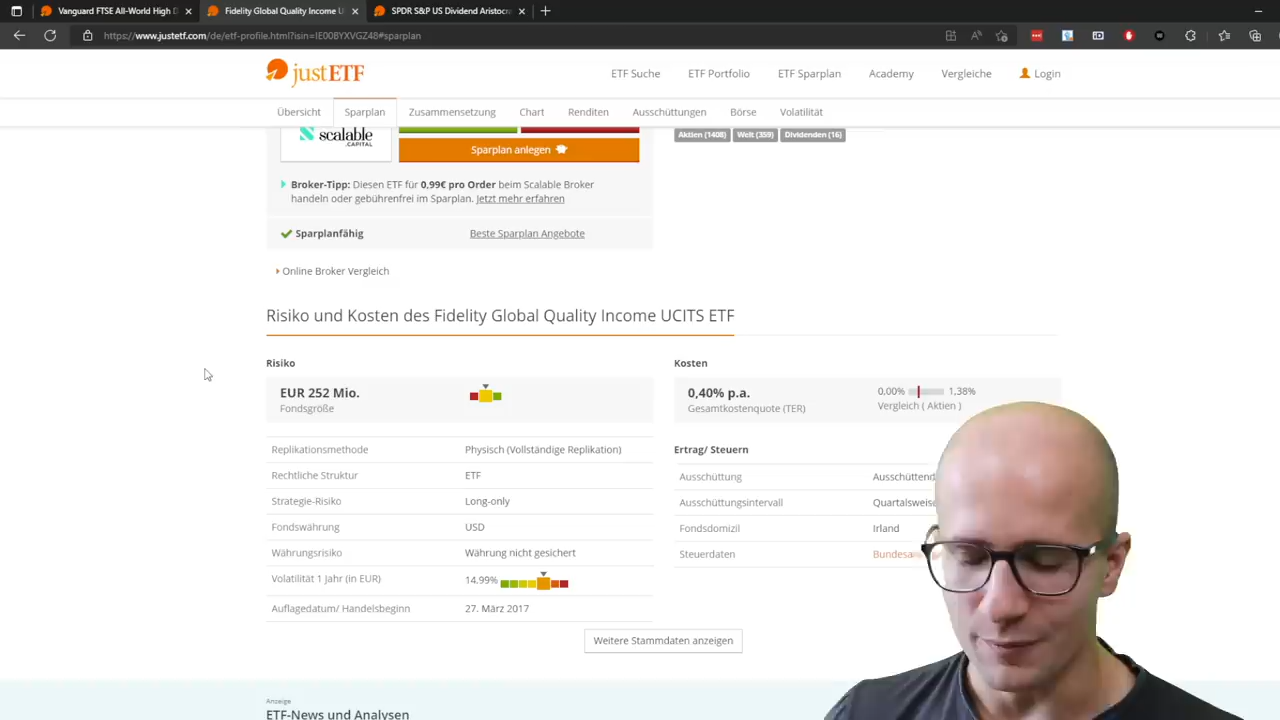 Vanguard FTSE All-World High D
Fidelity Global Quality Income U
SPDR S&P US Dividend Aristocr
https://www.justetf.com/de/etf-profile.html?isin=IE00BYXVGZ48#sparplan
justETF
ETF Suche
ETF Portfolio
ETF Sparplan
Academy
Vergleiche
Login
Übersicht
Sparplan
Zusammensetzung
Chart
Renditen
Ausschüttungen
Börse
Volatilität
scalable
.CAPITAL
Sparplan anlegen
Aktien (1408)
Welt (359)
Dividenden (16)
Broker-Tipp: Diesen ETF für 0,99€ pro Order beim Scalable Broker
handeln oder gebührenfrei im Sparplan. Jetzt mehr erfahren
Sparplanfähig
Beste Sparplan Angebote
Online Broker Vergleich
Risiko und Kosten des Fidelity Global Quality Income UCITS ETF
Risiko
EUR 252 Mio.
Fondsgröße
Replikationsmethode Physisch (Vollständige Replikation)
Rechtliche Struktur ETF
Strategie-Risiko Long-only
Fondswährung USD
Währungsrisiko Währung nicht gesichert
Volatilität 1 Jahr (in EUR) 14,99%
Auflagedatum/ Handelsbeginn 27. März 2017
Kosten
0,40% p.a.
Gesamtkostenquote (TER)
0,00% 1,38%
Vergleich ( Aktien )
Ertrag/ Steuern
Ausschüttung Ausschüttend
Ausschüttungsintervall Quartalsweise
Fondsdomizil Irland
Steuerdaten Bundesa
Weitere Stammdaten anzeigen
Anzeige
ETF-News und Analysen